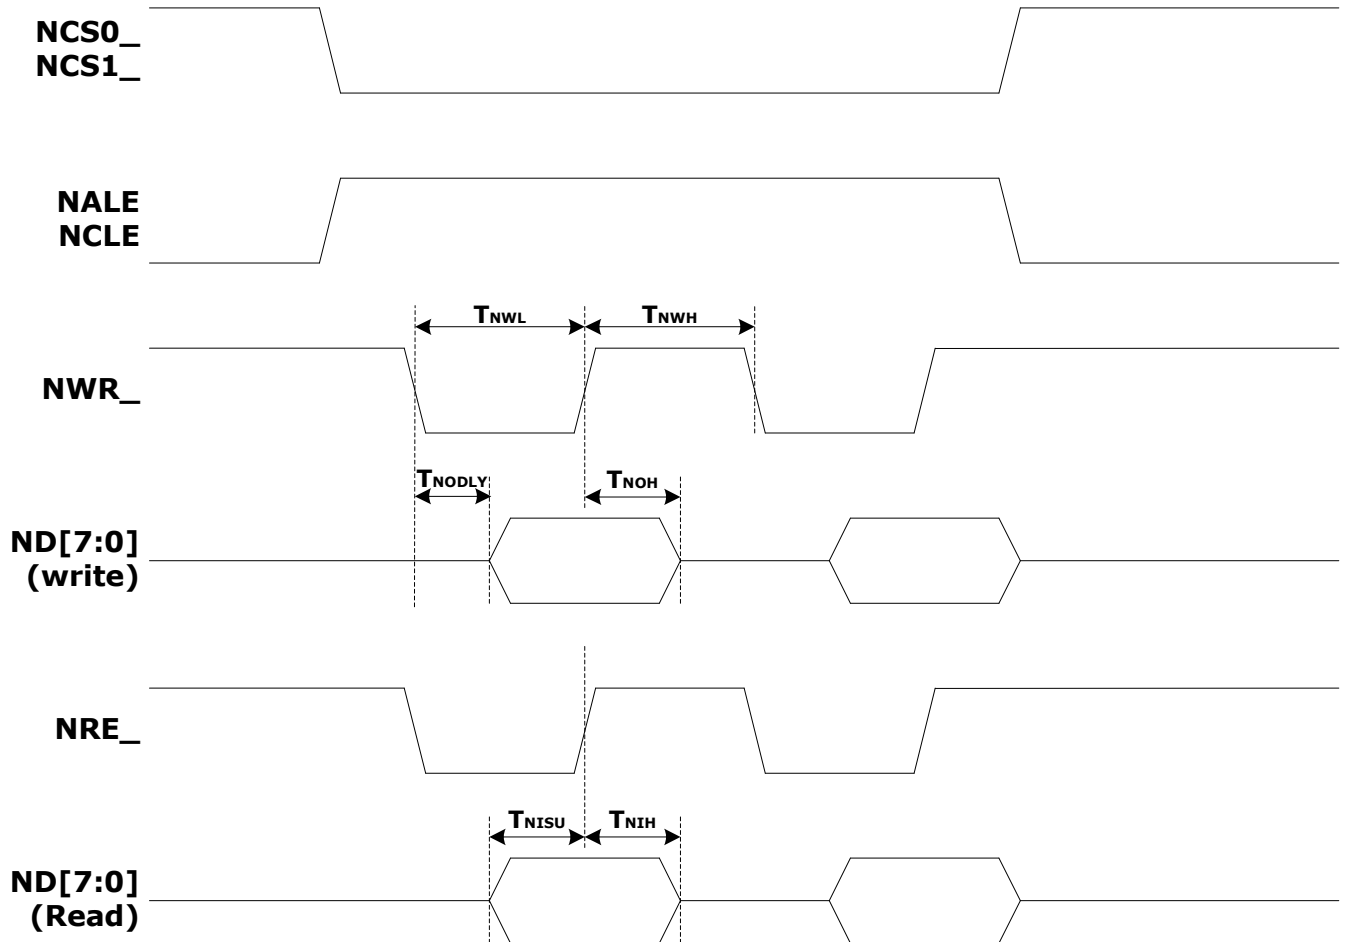 NCS0_
NCS1_
NALE
NCLE
TNWL TNWH
NWR_
TNODLY TNOH
ND[7:0]
(write)
NRE_
TNISU TNIH
ND[7:0]
(Read)